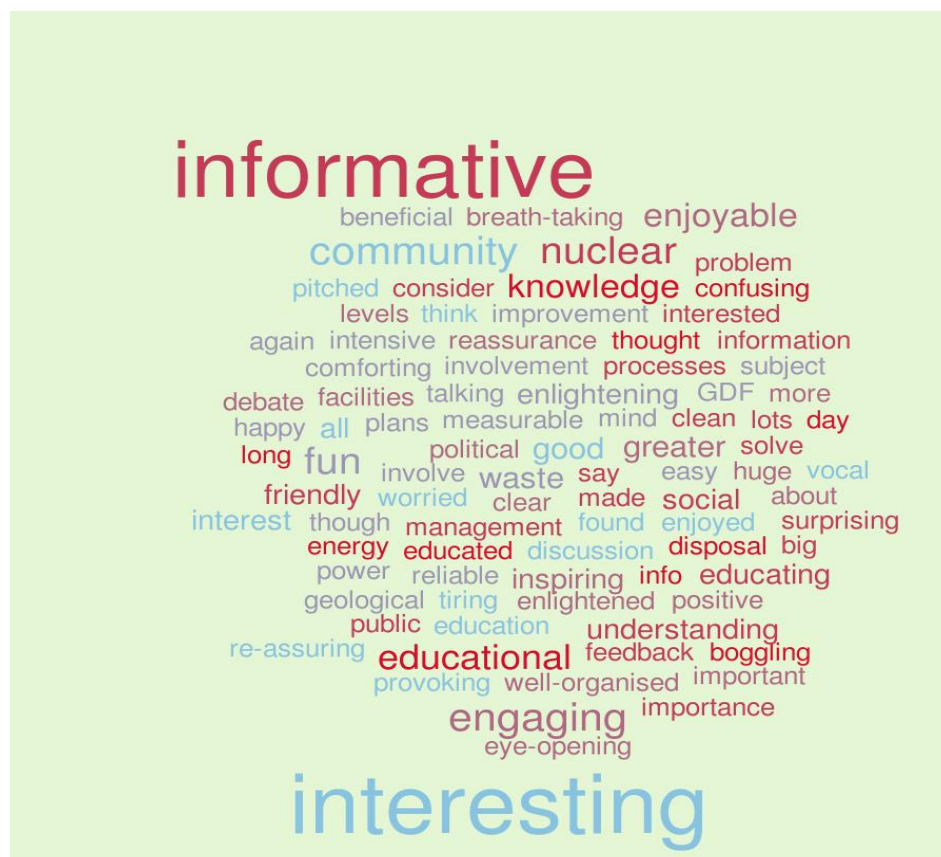 informative
beneficial breath-taking enjoyable
community nuclear problem
pitched consider knowledge confusing
levels think improvement interested
again intensive reassurance thought information
comforting involvement processes subject
debate facilities talking enlightening GDF more
happy all plans measurable mind clean lots day
long fun political good greater solve
involve waste say easy huge vocal
friendly worried clear made social about
interest though management found enjoyed surprising
energy educated discussion disposal big
power reliable inspiring info educating
geological tiring enlightened positive
public education understanding
re-assuring educational feedback boggling
provoking well-organised important
engaging importance
eye-opening
interesting